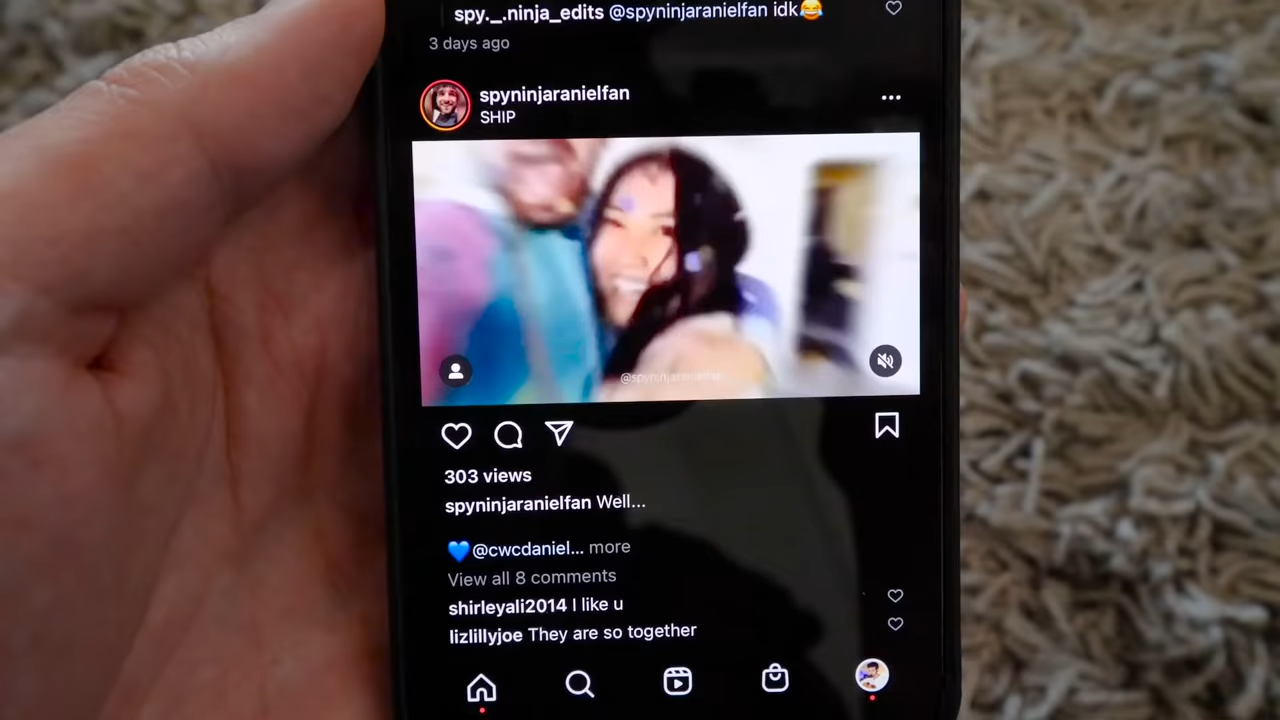 spy._.ninja_edits @spyninjaranielfan idk😂
3 days ago
spyninjaranielfan
SHIP
@spyninjaranielfan
303 views
spyninjaranielfan Well...
💙@cwcdaniel... more
View all 8 comments
shirleyali2014 I like u
lizlillyjoe They are so together